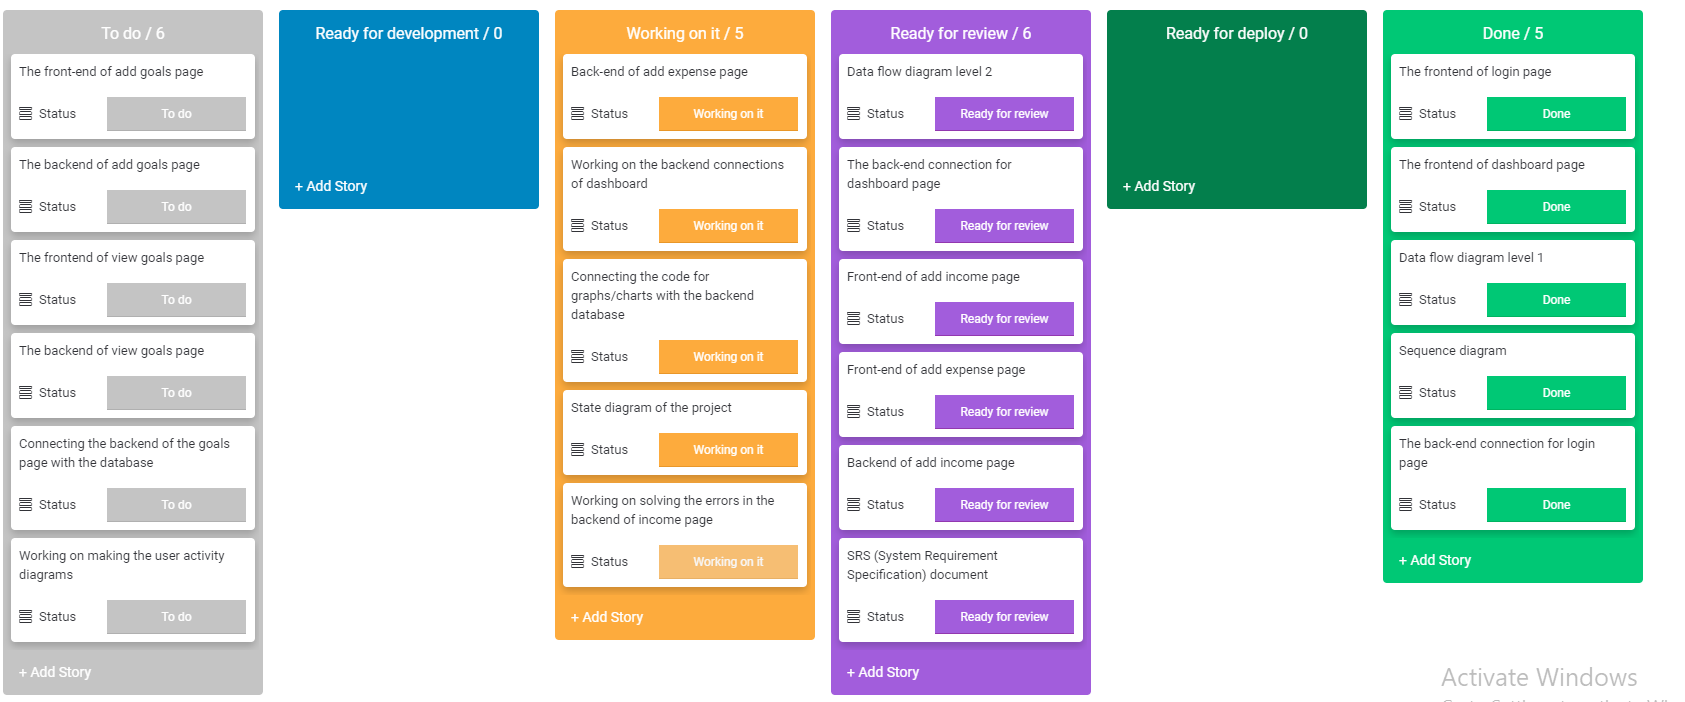 To do / 6
The front-end of add goals page
Status
To do
The backend of add goals page
Status
To do
The frontend of view goals page
Status
To do
The backend of view goals page
Status
To do
Connecting the backend of the goals
page with the database
Status
To do
Working on making the user activity
diagrams
Status
To do
+ Add Story
Ready for development / 0
+ Add Story
Working on it / 5
Back-end of add expense page
Status
Working on it
Working on the backend connections
of dashboard
Status
Working on it
Connecting the code for
graphs/charts with the backend
database
Status
Working on it
State diagram of the project
Status
Working on it
Working on solving the errors in the
backend of income page
Status
Working on it
+ Add Story
Ready for review / 6
Data flow diagram level 2
Status
Ready for review
The back-end connection for
dashboard page
Status
Ready for review
Front-end of add income page
Status
Ready for review
Front-end of add expense page
Status
Ready for review
Backend of add income page
Status
Ready for review
SRS (System Requirement
Specification) document
Status
Ready for review
+ Add Story
Ready for deploy / 0
+ Add Story
Done / 5
The frontend of login page
Status
Done
The frontend of dashboard page
Status
Done
Data flow diagram level 1
Status
Done
Sequence diagram
Status
Done
The back-end connection for login
page
Status
Done
+ Add Story
Activate Windows